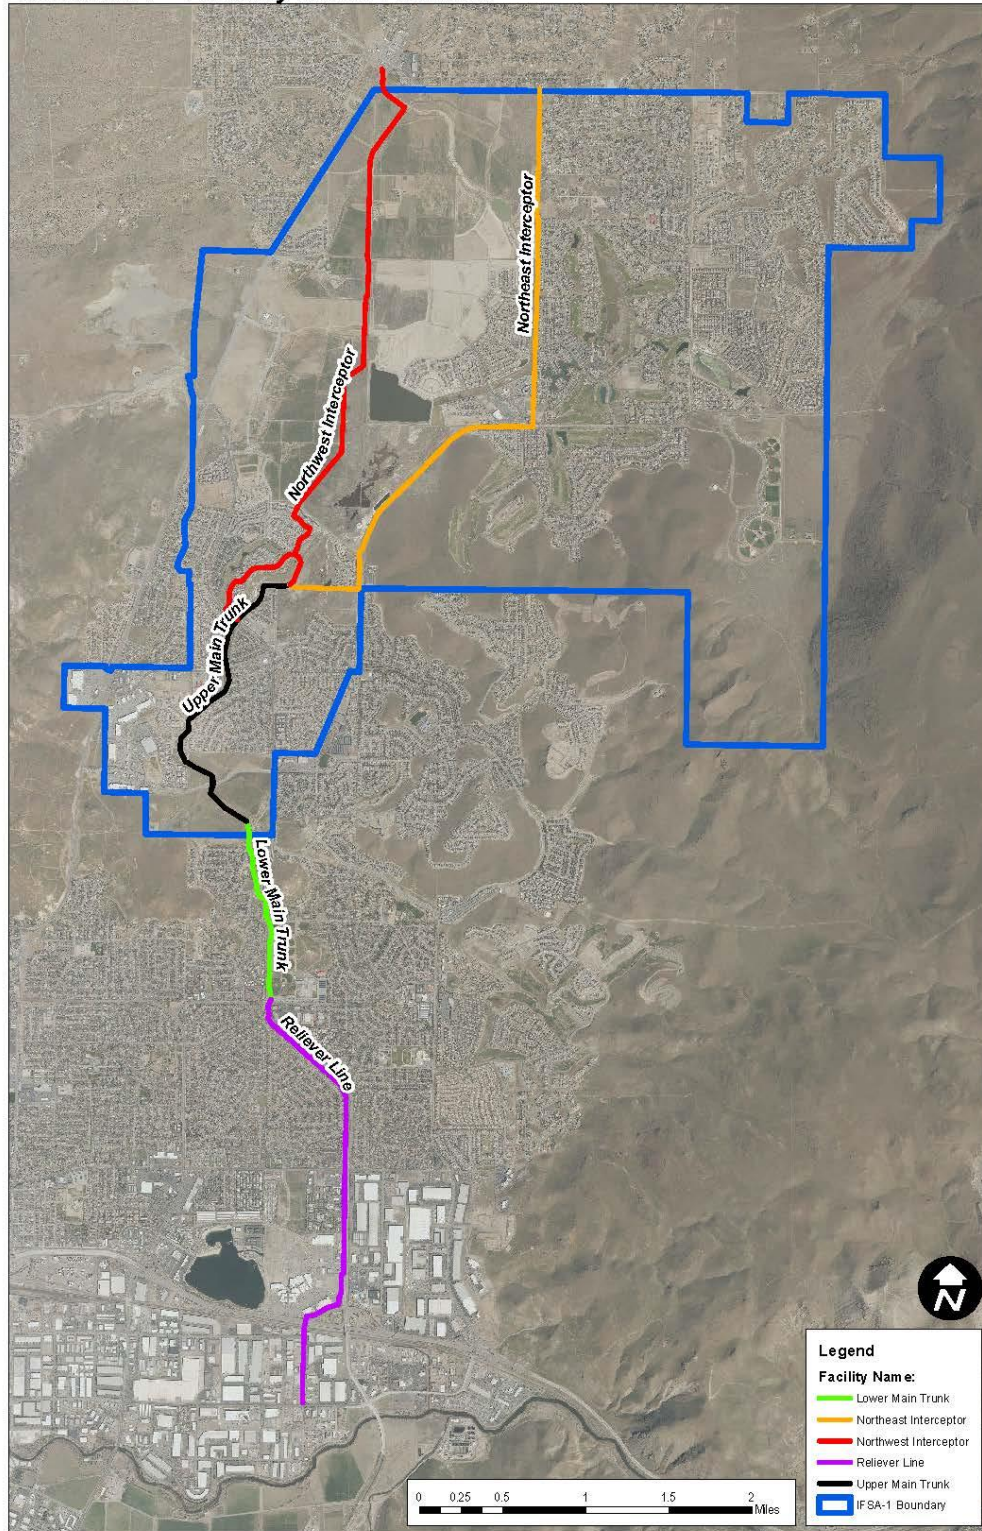 Northeast Interceptor
Northwest Interceptor
Upper Main Trunk
Lower Main Trunk
Reliever Line
N
Legend
Facility Name:
Lower Main Trunk
Northeast Interceptor
Northwest Interceptor
Reliever Line
Upper Main Trunk
IFSA-1 Boundary
0 0.25 0.5 1 1.5 2
Miles